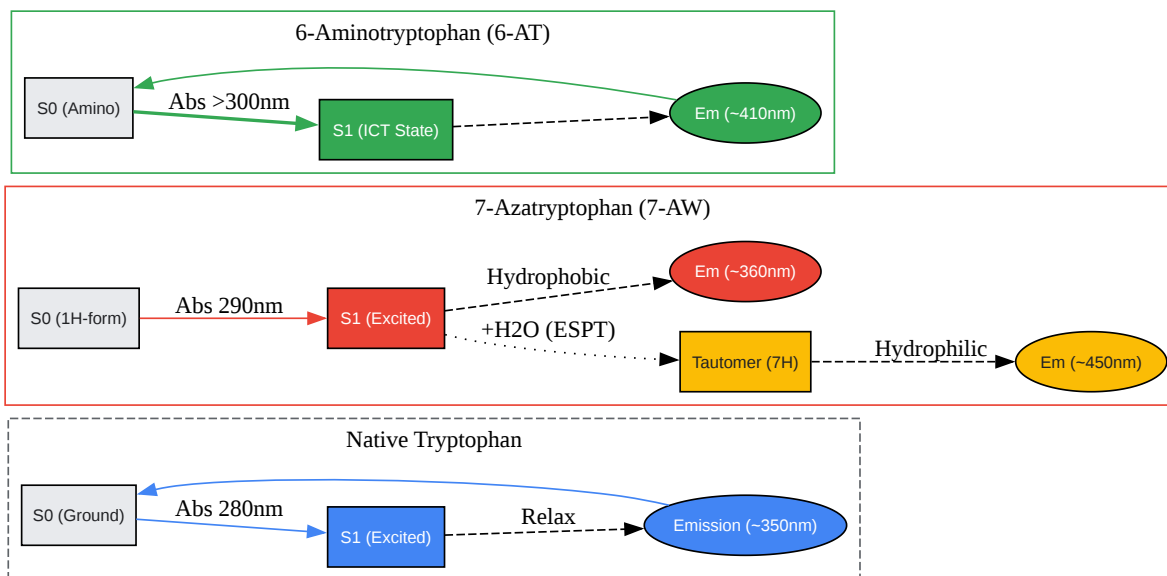 6-Aminotryptophan (6-AT)
S0 (Amino)
Abs >300nm
S1 (ICT State)
Em (~410nm)
7-Azatryptophan (7-AW)
S0 (1H-form)
Abs 290nm
S1 (Excited)
Hydrophobic
Em (~360nm)
+H2O (ESPT)
Tautomer (7H)
Hydrophilic
Em (~450nm)
Native Tryptophan
S0 (Ground)
Abs 280nm
S1 (Excited)
Relax
Emission (~350nm)